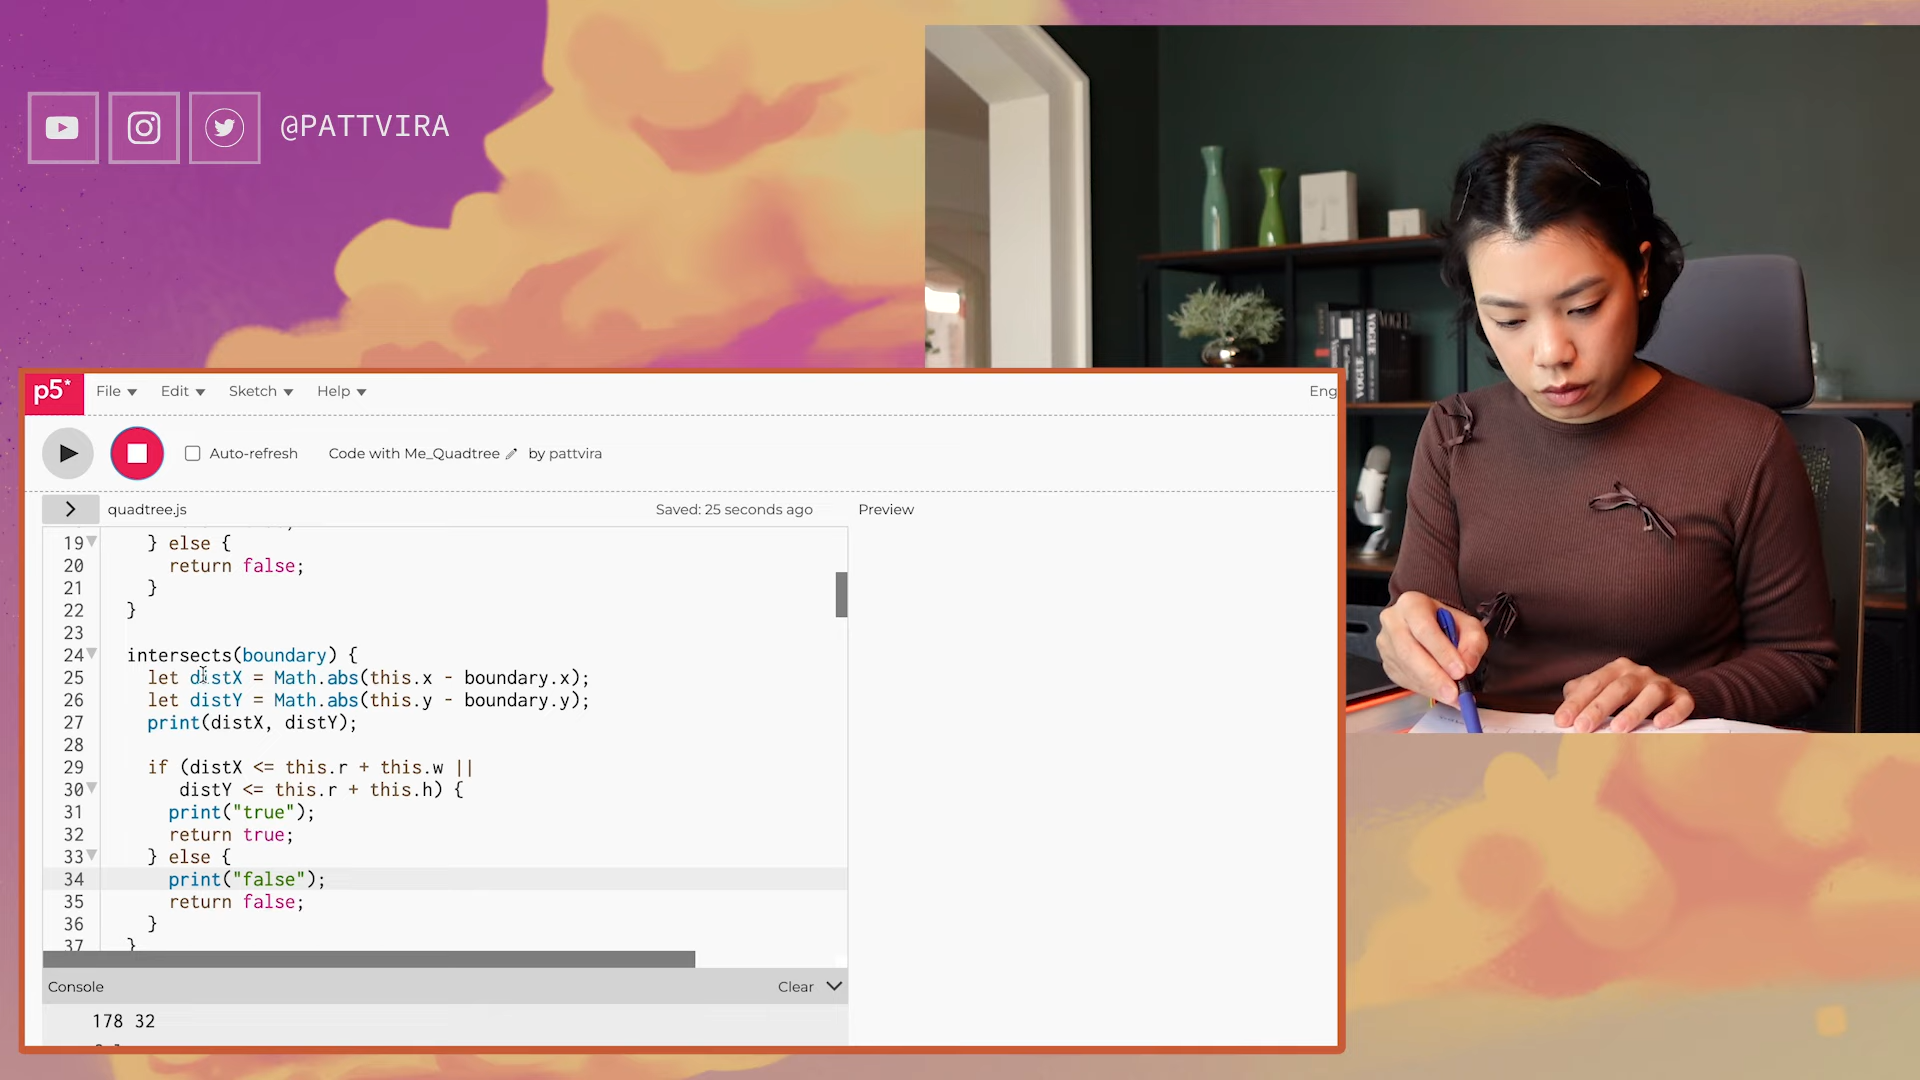 @PATTVIRA
VOGUE
VOGUE
p5* File Edit Sketch Help Eng
Auto-refresh Code with Me_Quadtree by pattvira
quadtree.js Saved: 25 seconds ago Preview
19 } else {
20 return false;
21 }
22 }
23
24 intersects(boundary) {
25 let distX = Math.abs(this.x - boundary.x);
26 let distY = Math.abs(this.y - boundary.y);
27 print(distX, distY);
28
29 if (distX <= this.r + this.w ||
30 distY <= this.r + this.h) {
31 print("true");
32 return true;
33 } else {
34 print("false");
35 return false;
36 }
37 }
Console Clear
178 32